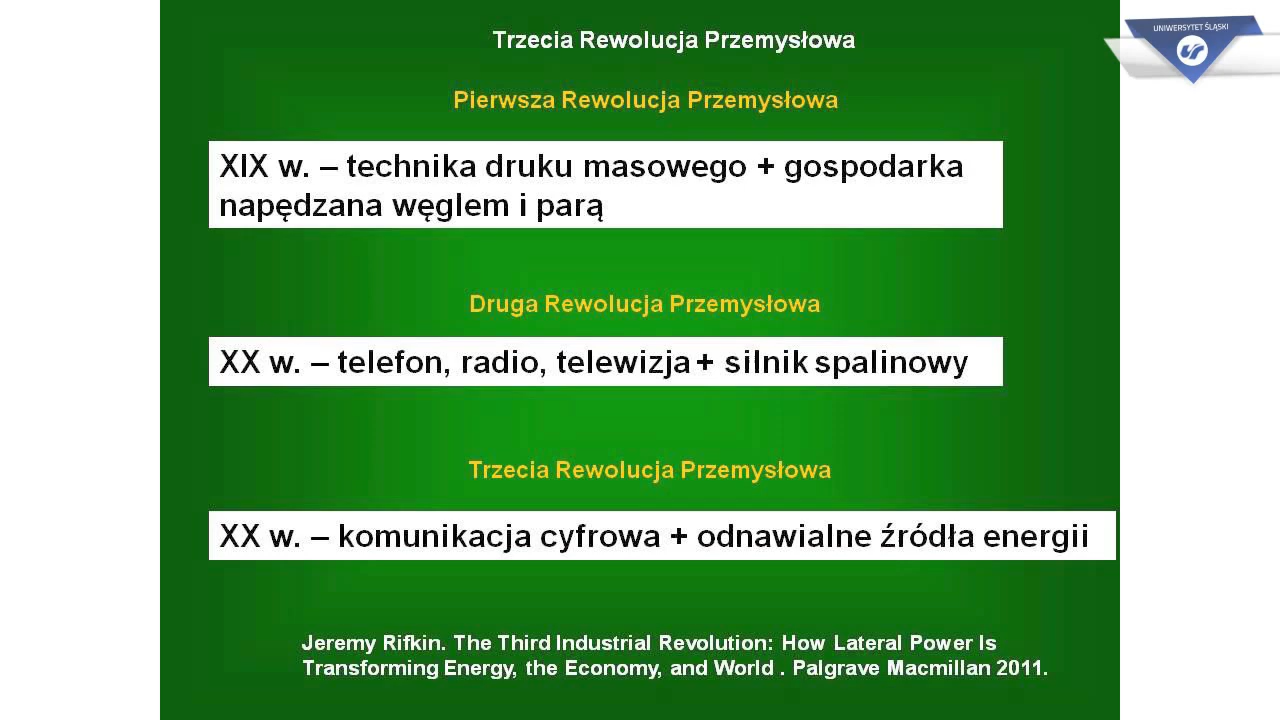 Trzecia Rewolucja Przemysłowa
UNIWERSYTET ŚLĄSKI
Pierwsza Rewolucja Przemysłowa
XIX w. – technika druku masowego + gospodarka
napędzana węglem i parą
Druga Rewolucja Przemysłowa
XX w. – telefon, radio, telewizja + silnik spalinowy
Trzecia Rewolucja Przemysłowa
XX w. – komunikacja cyfrowa + odnawialne źródła energii
Jeremy Rifkin. The Third Industrial Revolution: How Lateral Power Is
Transforming Energy, the Economy, and World . Palgrave Macmillan 2011.